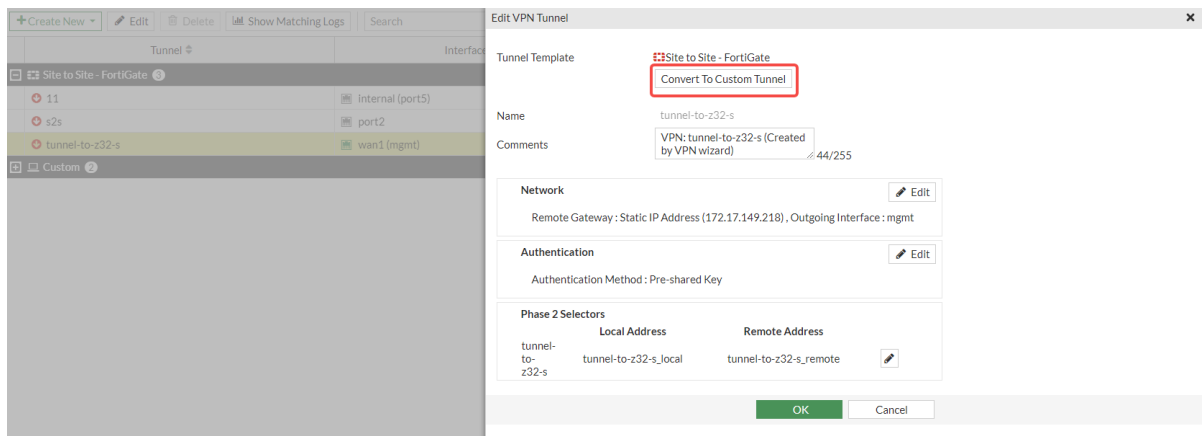 Create New Edit Delete Show Matching Logs Search
Tunnel Interface
Site to Site - FortiGate 3
11 internal (port5)
s2s port2
tunnel-to-z32-s wan1 (mgmt)
Custom 2
Edit VPN Tunnel
Tunnel Template Site to Site - FortiGate
Convert To Custom Tunnel
Name tunnel-to-z32-s
Comments VPN: tunnel-to-z32-s (Created
by VPN wizard) 44/255
Network Edit
Remote Gateway : Static IP Address (172.17.149.218) , Outgoing Interface : mgmt
Authentication Edit
Authentication Method : Pre-shared Key
Phase 2 Selectors
Local Address Remote Address
tunnel-
to- tunnel-to-z32-s_local tunnel-to-z32-s_remote
z32-s
OK Cancel